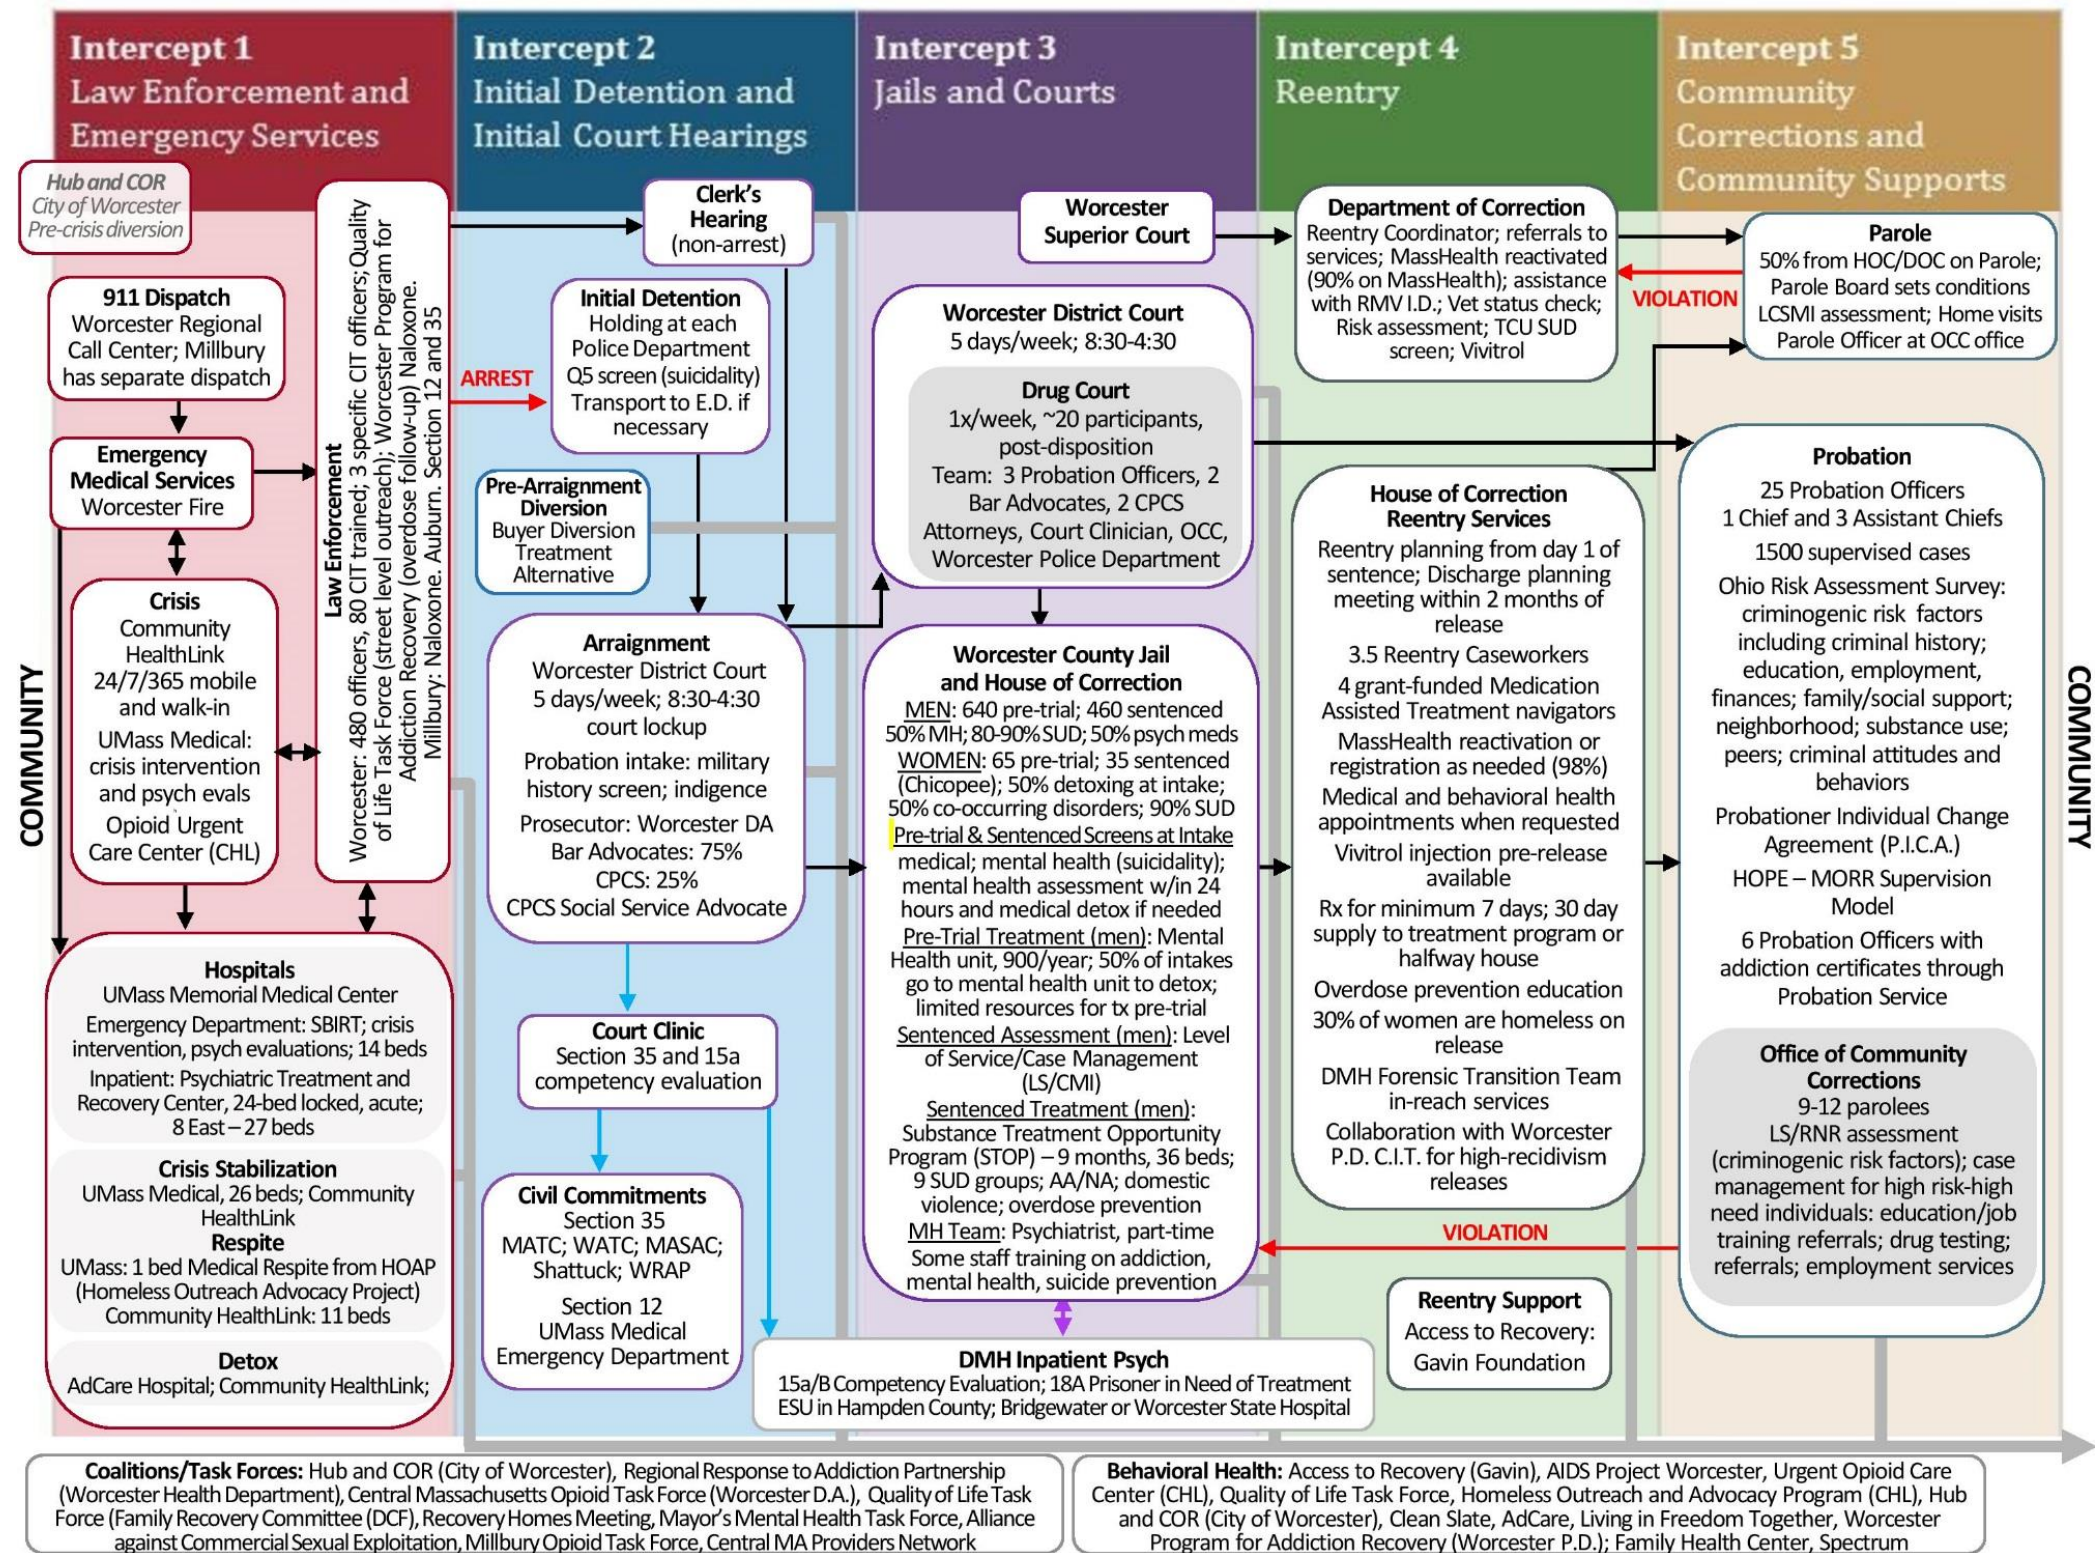 Intercept 1
Law Enforcement and
Emergency Services
Intercept 2
Initial Detention and
Initial Court Hearings
Intercept 3
Jails and Courts
Intercept 4
Reentry
Intercept 5
Community
Corrections and
Community Supports
COMMUNITY
Hub and COR
City of Worcester
Pre-crisis diversion
911 Dispatch
Worcester Regional
Call Center; Millbury
has separate dispatch
Emergency
Medical Services
Worcester Fire
Crisis
Community
HealthLink
24/7/365 mobile
and walk-in
UMass Medical:
crisis intervention
and psych evals
Opioid Urgent
Care Center (CHL)
Law Enforcement
Worcester: 480 officers, 80 CIT trained; 3 specific CIT officers; Quality
of Life Task Force (street level outreach); Worcester Program for
Addiction Recovery (overdose follow-up) Naloxone.
Millbury: Naloxone. Auburn. Section 12 and 35
Hospitals
UMass Memorial Medical Center
Emergency Department: SBIRT; crisis
intervention, psych evaluations; 14 beds
Inpatient: Psychiatric Treatment and
Recovery Center, 24-bed locked, acute;
8 East – 27 beds
Crisis Stabilization
UMass Medical, 26 beds; Community
HealthLink
Respite
UMass: 1 bed Medical Respite from HOAP
(Homeless Outreach Advocacy Project)
Community HealthLink: 11 beds
Detox
AdCare Hospital; Community HealthLink;
ARREST
Clerk's
Hearing
(non-arrest)
Initial Detention
Holding at each
Police Department
Q5 screen (suicidality)
Transport to E.D. if
necessary
Pre-Arraignment
Diversion
Buyer Diversion
Treatment
Alternative
Arraignment
Worcester District Court
5 days/week; 8:30-4:30
court lockup
Probation intake: military
history screen; indigence
Prosecutor: Worcester DA
Bar Advocates: 75%
CPCS: 25%
CPCS Social Service Advocate
Court Clinic
Section 35 and 15a
competency evaluation
Civil Commitments
Section 35
MATC; WATC; MASAC;
Shattuck; WRAP
Section 12
UMass Medical
Emergency Department
Worcester
Superior Court
Worcester District Court
5 days/week; 8:30-4:30
Drug Court
1x/week, ~20 participants,
post-disposition
Team: 3 Probation Officers, 2
Bar Advocates, 2 CPCS
Attorneys, Court Clinician, OCC,
Worcester Police Department
Worcester County Jail
and House of Correction
MEN: 640 pre-trial; 460 sentenced
50% MH; 80-90% SUD; 50% psych meds
WOMEN: 65 pre-trial; 35 sentenced
(Chicopee); 50% detoxing at intake;
50% co-occurring disorders; 90% SUD
Pre-trial & Sentenced Screens at Intake
medical; mental health (suicidality);
mental health assessment w/in 24
hours and medical detox if needed
Pre-Trial Treatment (men): Mental
Health unit, 900/year; 50% of intakes
go to mental health unit to detox;
limited resources for tx pre-trial
Sentenced Assessment (men): Level
of Service/Case Management
(LS/CMI)
Sentenced Treatment (men):
Substance Treatment Opportunity
Program (STOP) – 9 months, 36 beds;
9 SUD groups; AA/NA; domestic
violence; overdose prevention
MH Team: Psychiatrist, part-time
Some staff training on addiction,
mental health, suicide prevention
DMH Inpatient Psych
15a/B Competency Evaluation; 18A Prisoner in Need of Treatment
ESU in Hampden County; Bridgewater or Worcester State Hospital
Department of Correction
Reentry Coordinator; referrals to
services; MassHealth reactivated
(90% on MassHealth); assistance
with RMV I.D.; Vet status check;
Risk assessment; TCU SUD
screen; Vivitrol
VIOLATION
House of Correction
Reentry Services
Reentry planning from day 1 of
sentence; Discharge planning
meeting within 2 months of
release
3.5 Reentry Caseworkers
4 grant-funded Medication
Assisted Treatment navigators
MassHealth reactivation or
registration as needed (98%)
Medical and behavioral health
appointments when requested
Vivitrol injection pre-release
available
Rx for minimum 7 days; 30 day
supply to treatment program or
halfway house
Overdose prevention education
30% of women are homeless on
release
DMH Forensic Transition Team
in-reach services
Collaboration with Worcester
P.D. C.I.T. for high-recidivism
releases
VIOLATION
Reentry Support
Access to Recovery:
Gavin Foundation
Parole
50% from HOC/DOC on Parole;
Parole Board sets conditions
LCSMI assessment; Home visits
Parole Officer at OCC office
Probation
25 Probation Officers
1 Chief and 3 Assistant Chiefs
1500 supervised cases
Ohio Risk Assessment Survey:
criminogenic risk factors
including criminal history;
education, employment,
finances; family/social support;
neighborhood; substance use;
peers; criminal attitudes and
behaviors
Probationer Individual Change
Agreement (P.I.C.A.)
HOPE – MORR Supervision
Model
6 Probation Officers with
addiction certificates through
Probation Service
Office of Community
Corrections
9-12 parolees
LS/RNR assessment
(criminogenic risk factors); case
management for high risk-high
need individuals: education/job
training referrals; drug testing;
referrals; employment services
COMMUNITY
Coalitions/Task Forces: Hub and COR (City of Worcester), Regional Response to Addiction Partnership
(Worcester Health Department), Central Massachusetts Opioid Task Force (Worcester D.A.), Quality of Life Task
Force (Family Recovery Committee (DCF), Recovery Homes Meeting, Mayor's Mental Health Task Force, Alliance
against Commercial Sexual Exploitation, Millbury Opioid Task Force, Central MA Providers Network
Behavioral Health: Access to Recovery (Gavin), AIDS Project Worcester, Urgent Opioid Care
Center (CHL), Quality of Life Task Force, Homeless Outreach and Advocacy Program (CHL), Hub
and COR (City of Worcester), Clean Slate, AdCare, Living in Freedom Together, Worcester
Program for Addiction Recovery (Worcester P.D.); Family Health Center, Spectrum